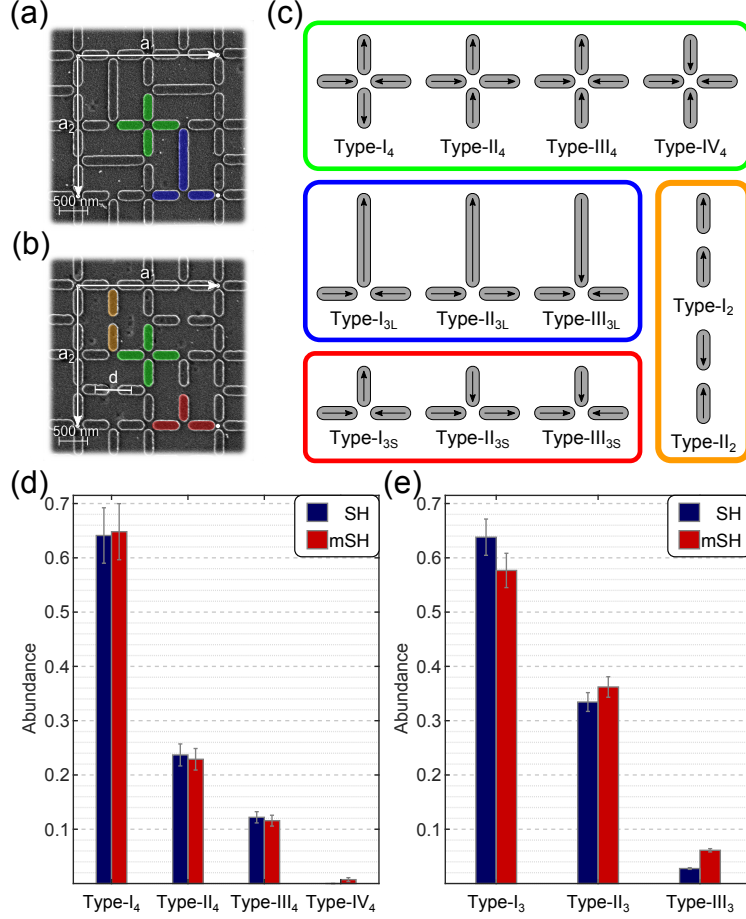 (a)
a₁
a₂
500 nm
(b)
a₁
a₂
d
500 nm
(c)
Type-I₄ Type-II₄ Type-III₄ Type-IV₄
Type-I₃L Type-II₃L Type-III₃L
Type-I₂
Type-I₃S Type-II₃S Type-III₃S
Type-II₂
(d)
SH
mSH
Abundance
0.7
0.6
0.5
0.4
0.3
0.2
0.1
Type-I₄ Type-II₄ Type-III₄ Type-IV₄
(e)
SH
mSH
Abundance
0.7
0.6
0.5
0.4
0.3
0.2
0.1
Type-I₃ Type-II₃ Type-III₃